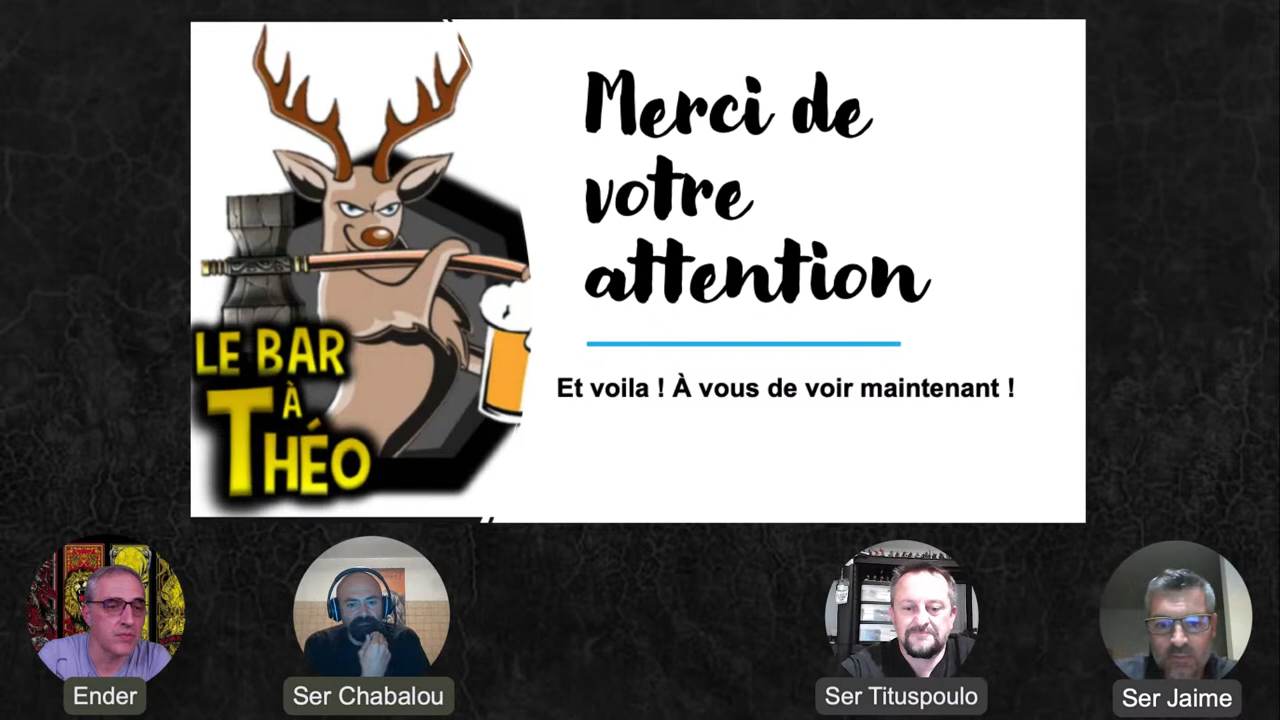 Merci de
votre
attention
Et voila ! À vous de voir maintenant !
LE BAR
À
THÉO
Ender
Ser Chabalou
Ser Tituspoulo
Ser Jaime